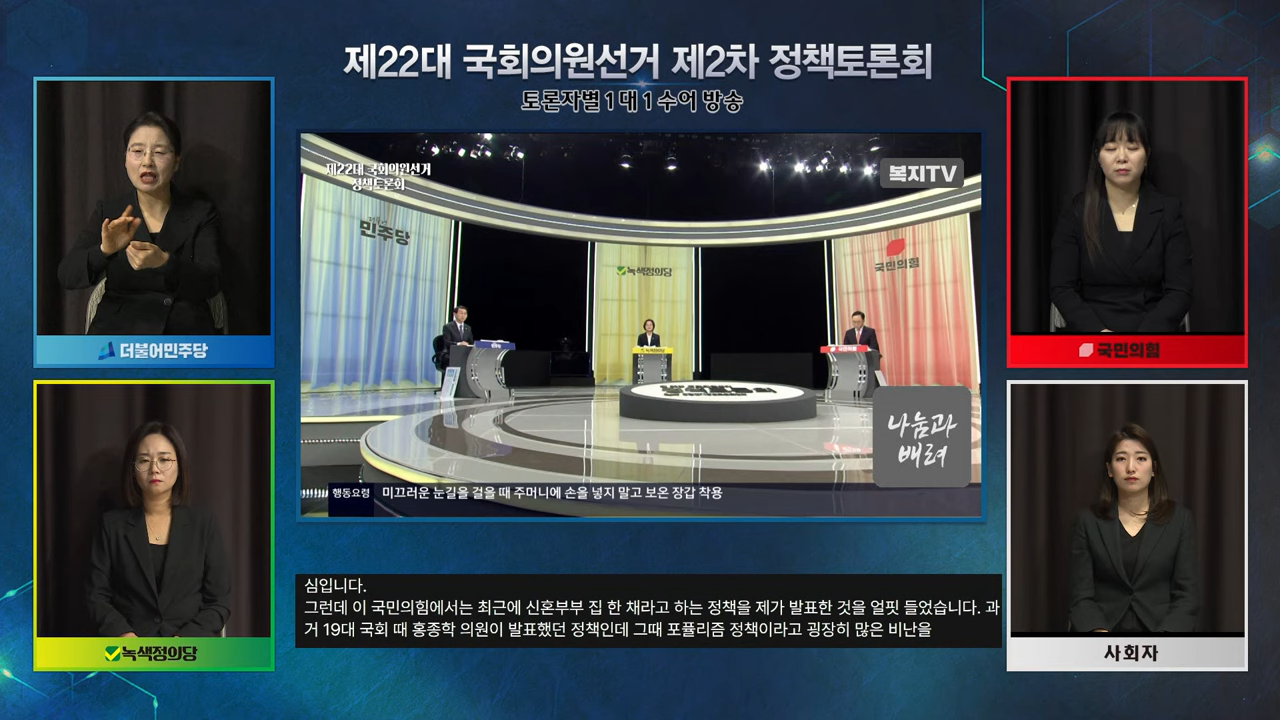 제22대 국회의원선거 제2차 정책토론회
토론자별 1 대 1 수어 방송
제22대 국회의원선거
정책토론회
복지TV
민주당
녹색정의당
국민의힘
나눔과
배려
행동요령 미끄러운 눈길을 걸을 때 주머니에 손을 넣지 말고 보온 장갑 착용
더불어민주당
국민의힘
녹색정의당
사회자
심입니다.
그런데 이 국민의힘에서는 최근에 신혼부부 집 한 채라고 하는 정책을 제가 발표한 것을 얼핏 들었습니다. 과
거 19대 국회 때 홍종학 의원이 발표했던 정책인데 그때 포퓰리즘 정책이라고 굉장히 많은 비난을